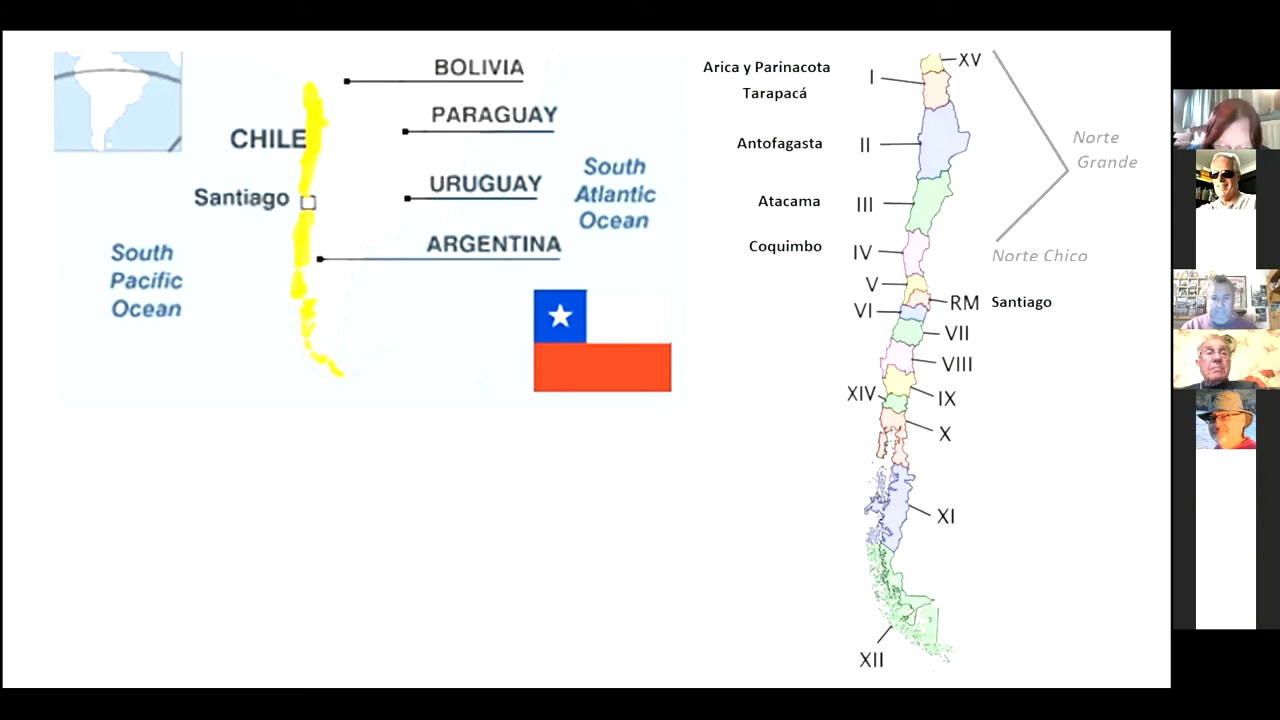 BOLIVIA
PARAGUAY
CHILE
URUGUAY
Santiago
South
Atlantic
Ocean
ARGENTINA
South
Pacific
Ocean
Arica y Parinacota
XV
I
Tarapacá
Antofagasta
II
Norte
Grande
Atacama
III
Coquimbo
IV
Norte Chico
V
RM
Santiago
VI
VII
VIII
XIV
IX
X
XI
XII